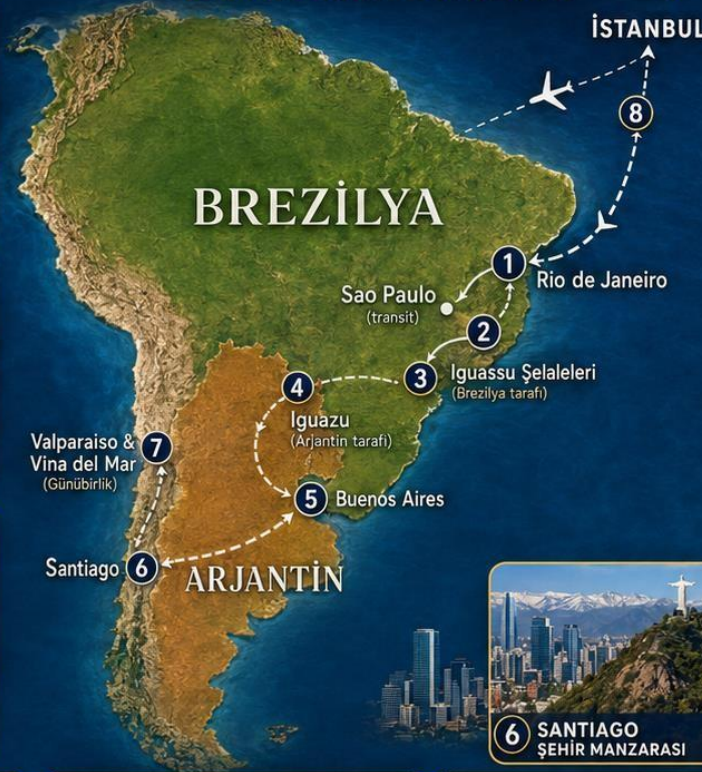 İSTANBUL
8
BREZİLYA
1
Rio de Janeiro
Sao Paulo
(transit)
2
3
Iguassu Şelaleleri
(Brezilya tarafı)
4
Iguazu
(Arjantin tarafi)
Valparaiso &
Vina del Mar
(Günübirlik)
7
5
Buenos Aires
Santiago
6
ARJANTİN
6
SANTIAGO
ŞEHİR MANZARASI